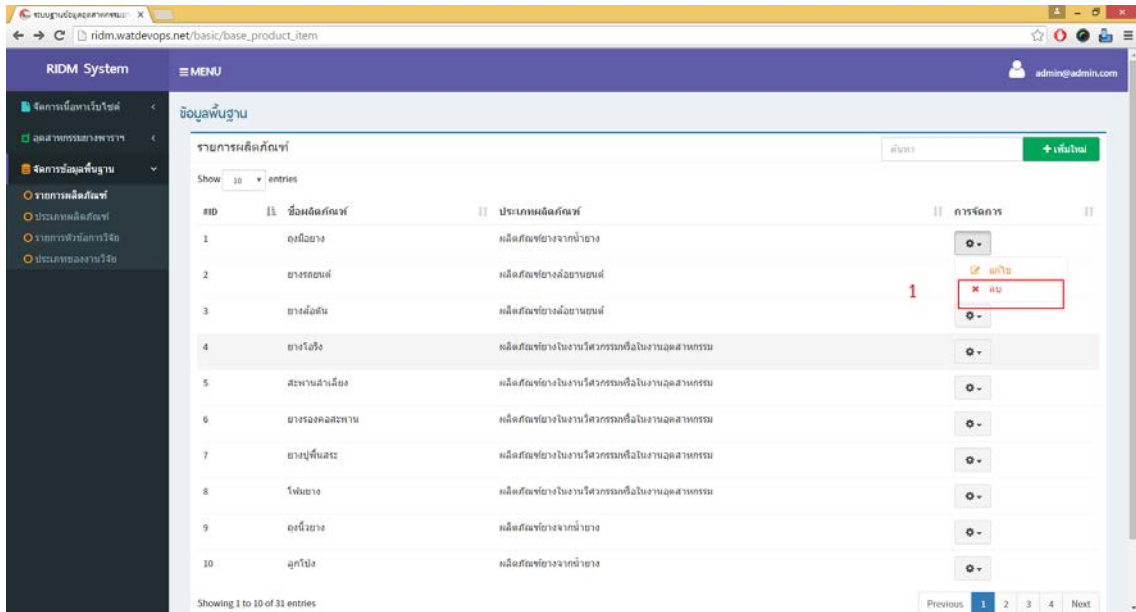 ระบบฐานข้อมูลอุตสาหกรรมยา
ridm.watdevops.net/basic/base_product_item
RIDM System
MENU
admin@admin.com
จัดการเนื้อหาเว็บไซต์
อุตสาหกรรมยางพาราฯ
จัดการข้อมูลพื้นฐาน
รายการผลิตภัณฑ์
ประเภทผลิตภัณฑ์
รายการหัวข้อการวิจัย
ประเภทของงานวิจัย
ข้อมูลพื้นฐาน
รายการผลิตภัณฑ์
ค้นหา
+ เพิ่มใหม่
Show 10 entries
#ID ชื่อผลิตภัณฑ์ ประเภทผลิตภัณฑ์ การจัดการ
1 ถุงมือยาง ผลิตภัณฑ์ยางจากน้ำยาง
แก้ไข
1 ลบ
2 ยางรถยนต์ ผลิตภัณฑ์ยางล้อยานยนต์
3 ยางล้อตัน ผลิตภัณฑ์ยางล้อยานยนต์
4 ยางโอริง ผลิตภัณฑ์ยางในงานวิศวกรรมหรือในงานอุตสาหกรรม
5 สะพานลำเลียง ผลิตภัณฑ์ยางในงานวิศวกรรมหรือในงานอุตสาหกรรม
6 ยางรองคอสะพาน ผลิตภัณฑ์ยางในงานวิศวกรรมหรือในงานอุตสาหกรรม
7 ยางปูพื้นสระ ผลิตภัณฑ์ยางในงานวิศวกรรมหรือในงานอุตสาหกรรม
8 โฟมยาง ผลิตภัณฑ์ยางในงานวิศวกรรมหรือในงานอุตสาหกรรม
9 ถุงนิ้วยาง ผลิตภัณฑ์ยางจากน้ำยาง
10 ลูกโป่ง ผลิตภัณฑ์ยางจากน้ำยาง
Showing 1 to 10 of 31 entries
Previous 1 2 3 4 Next